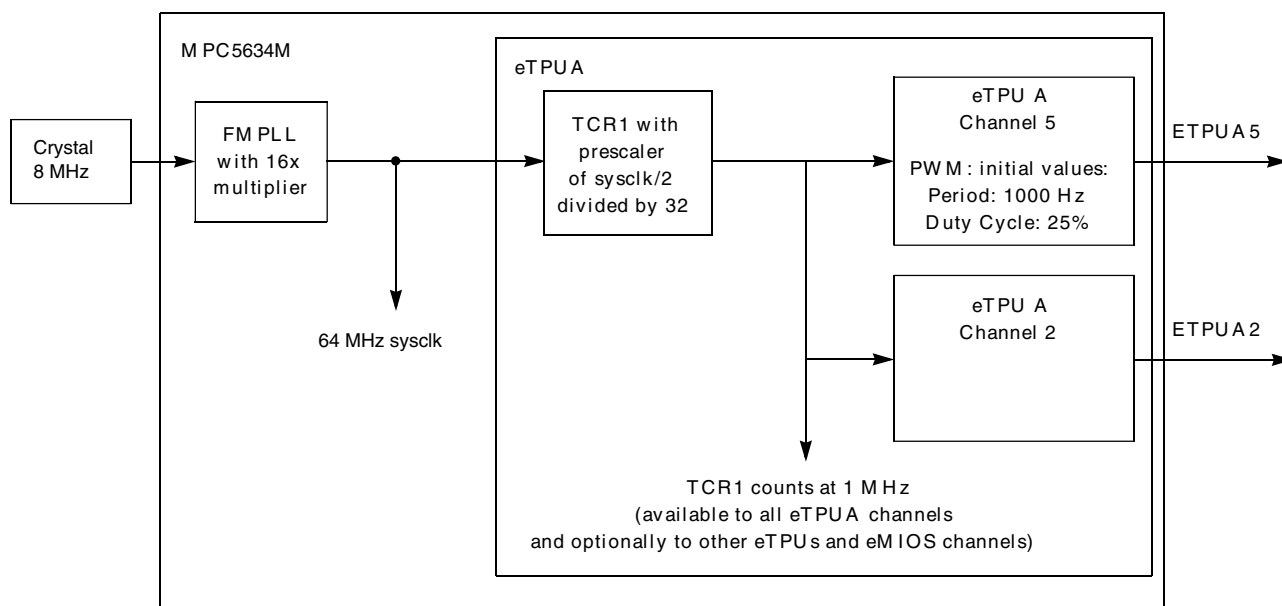 MPC5634M
eTPUA
Crystal
8 MHz
FMPLL
with 16x
multiplier
64 MHz sysclk
TCR1 with
prescaler
of sysclk/2
divided by 32
eTPU A
Channel 5
PWM: initial values:
Period: 1000 Hz
Duty Cycle: 25%
ETPUA5
eTPU A
Channel 2
ETPUA2
TCR1 counts at 1 MHz
(available to all eTPUA channels
and optionally to other eTPUs and eMIOS channels)